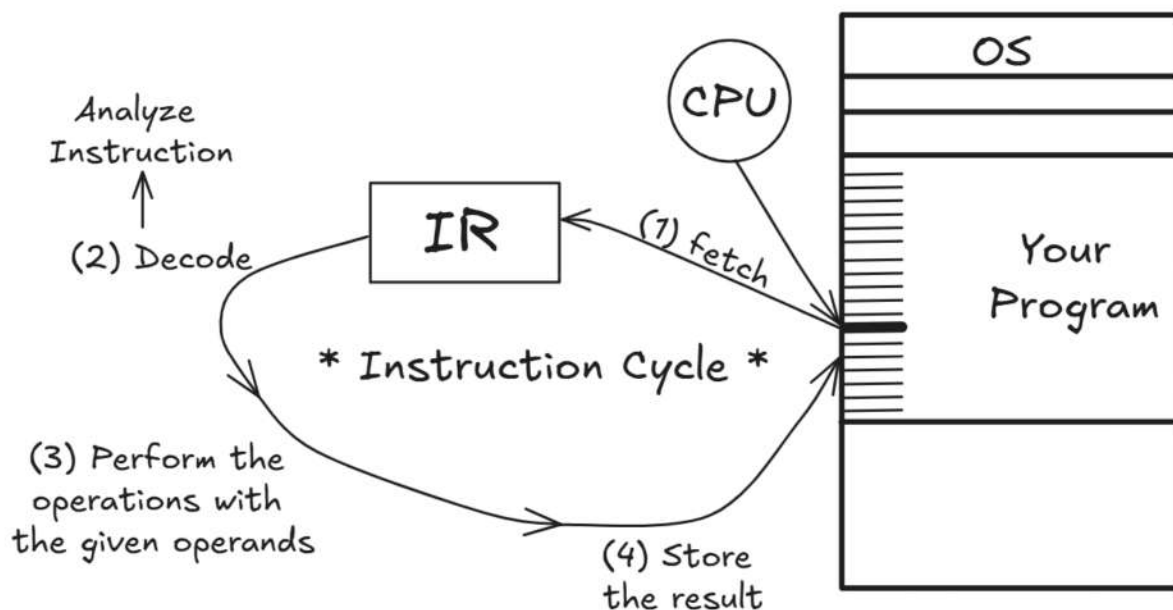 OS
CPU
Analyze
Instruction
IR
(1) fetch
(2) Decode
Your
Program
* Instruction Cycle *
(3) Perform the
operations with
the given operands
(4) Store
the result